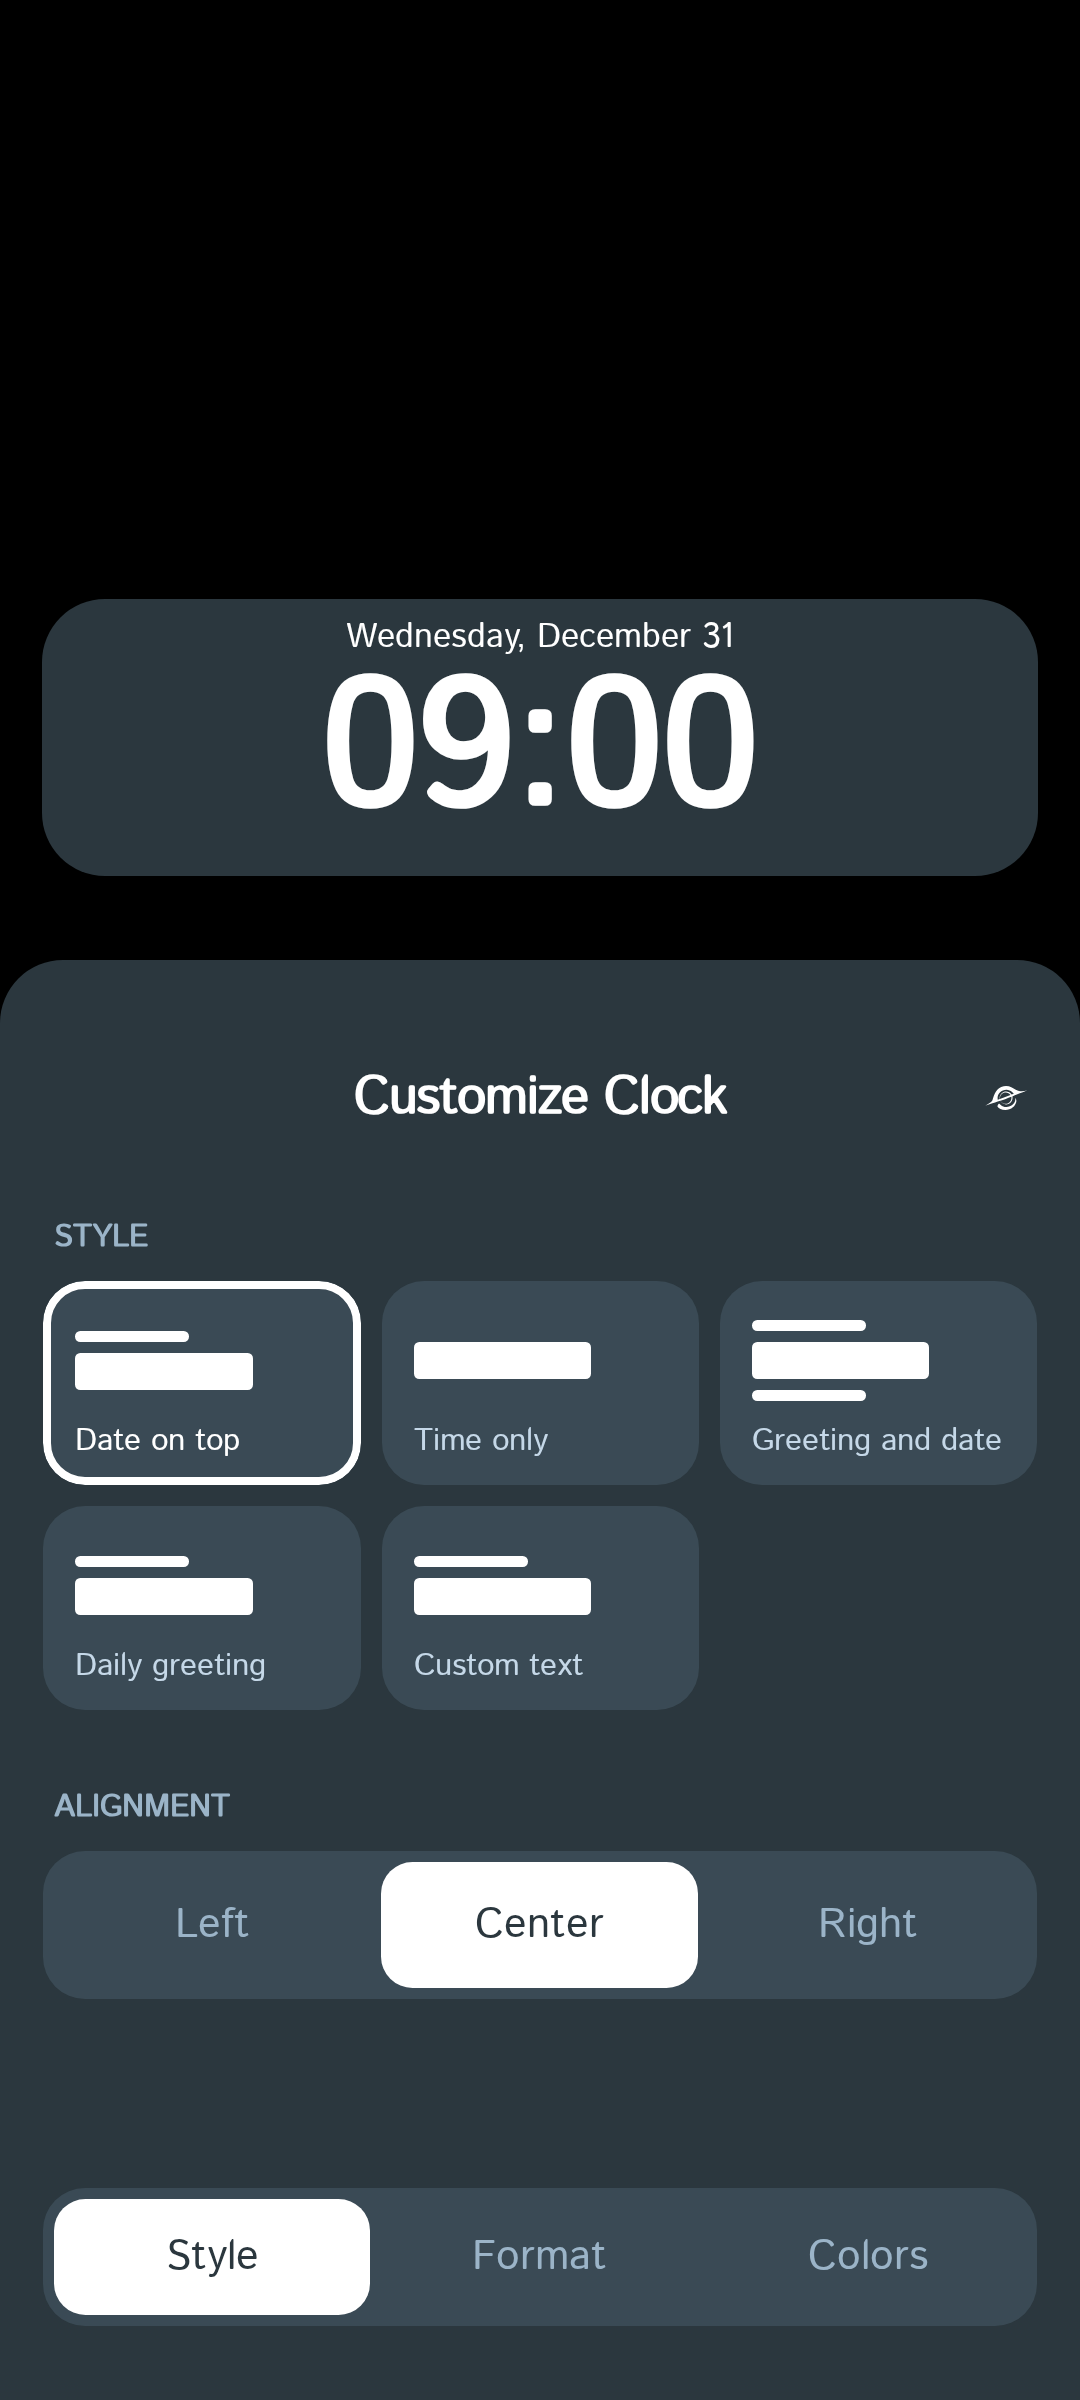 Wednesday, December 31
09:00
Customize Clock
STYLE
Date on top
Time only
Greeting and date
Daily greeting
Custom text
ALIGNMENT
Left
Center
Right
Style
Format
Colors